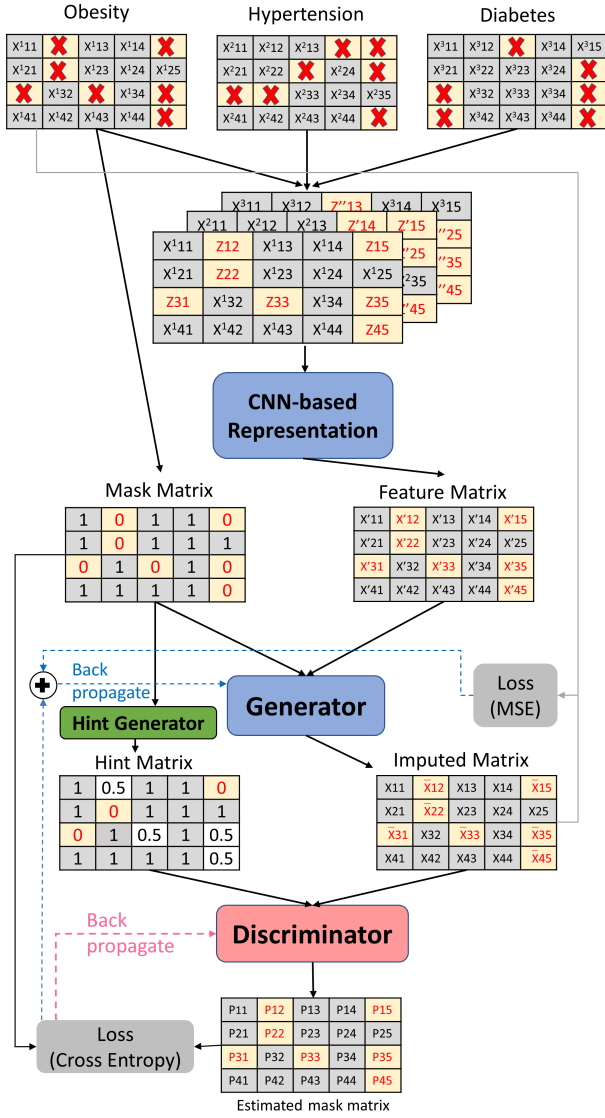 Obesity Hypertension Diabetes
X¹11 X¹13 X¹14 X²11 X²12 X²13 X³11 X³12 X³14 X³15
X¹21 X¹23 X¹24 X¹25 X²21 X²22 X²24 X³21 X³22 X³23 X³24
X¹32 X¹34 X²33 X²34 X²35 X³32 X³33 X³34
X¹41 X¹42 X¹43 X²41 X²42 X²43 X²44 X³42 X³43 X³44
X³11 X³12 Z''13 X³14 X³15
X²11 X²12 X²13 Z'14 Z'15
''25
X¹11 Z12 X¹13 X¹14 Z15 '25 ''35
X¹21 Z22 X¹23 X¹24 X¹25 ²35 ''45
Z31 X¹32 Z33 X¹34 Z35 '45
X¹41 X¹42 X¹43 X¹44 Z45
CNN-based
Representation
Mask Matrix
1 0 1 1 0
1 0 1 1 1
0 1 0 1 0
1 1 1 1 0
Feature Matrix
X'11 X'12 X'13 X'14 X'15
X'21 X'22 X'23 X'24 X'25
X'31 X'32 X'33 X'34 X'35
X'41 X'42 X'43 X'44 X'45
Back
propagate
Generator
Loss
(MSE)
Hint Generator
Hint Matrix
1 0.5 1 1 0
1 0 1 1 1
0 1 0.5 1 0.5
1 1 1 1 0.5
Imputed Matrix
X11 X̅12 X13 X14 X̅15
X21 X̅22 X23 X24 X25
X̅31 X32 X̅33 X34 X̅35
X41 X42 X43 X44 X̅45
Back
propagate
Discriminator
P11 P12 P13 P14 P15
P21 P22 P23 P24 P25
P31 P32 P33 P34 P35
P41 P42 P43 P44 P45
Loss
(Cross Entropy)
Estimated mask matrix